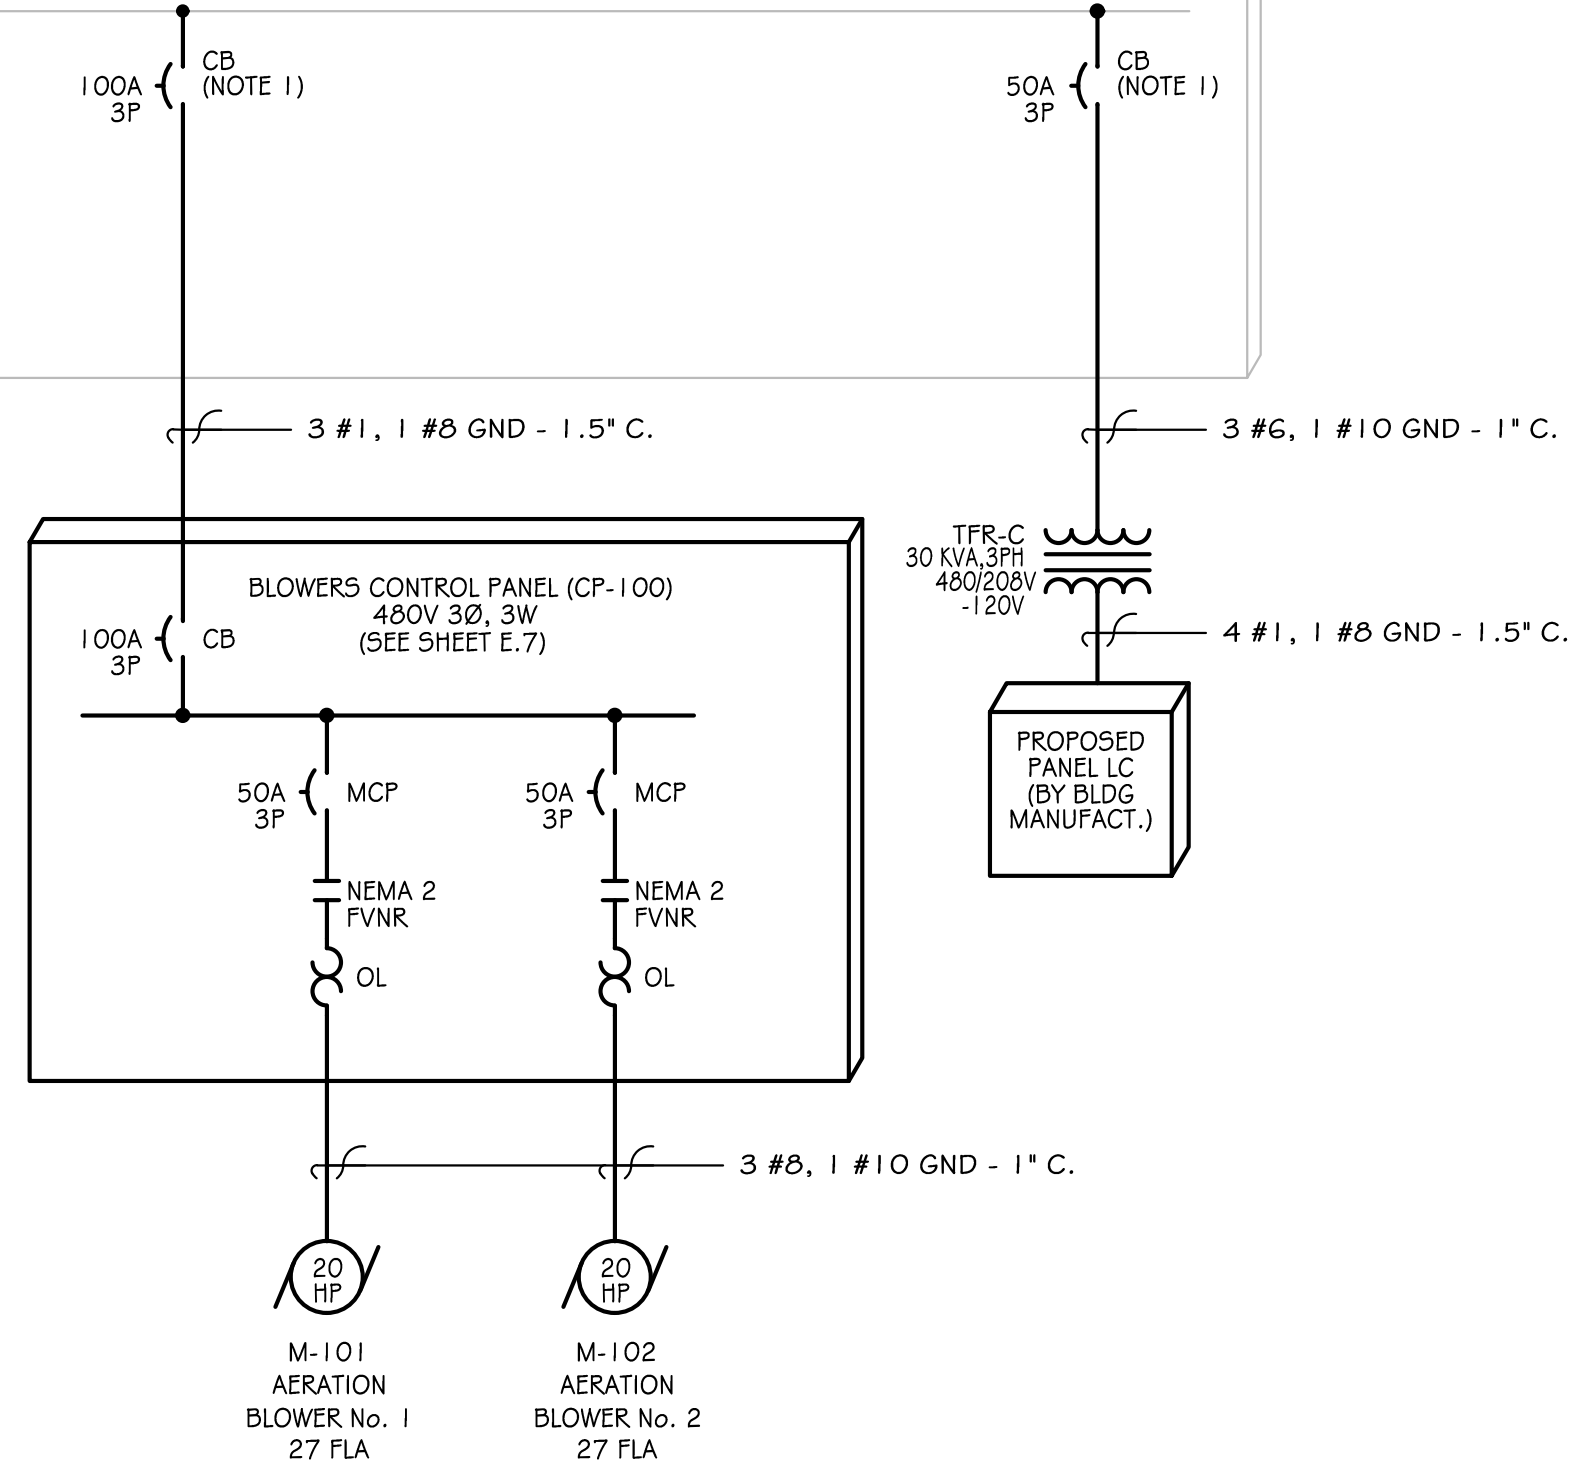 CB
(NOTE 1)
100A
3P
CB
(NOTE 1)
50A
3P
3 #1, 1 #8 GND - 1.5" C.
3 #6, 1 #10 GND - 1" C.
TFR-C
30 KVA,3PH
480/208V
-120V
4 #1, 1 #8 GND - 1.5" C.
BLOWERS CONTROL PANEL (CP-100)
480V 3Ø, 3W
(SEE SHEET E.7)
100A
3P
CB
PROPOSED
PANEL LC
(BY BLDG
MANUFACT.)
50A
3P
MCP
50A
3P
MCP
NEMA 2
FVNR
NEMA 2
FVNR
OL
OL
3 #8, 1 #10 GND - 1" C.
20
HP
20
HP
M-101
AERATION
BLOWER No. 1
27 FLA
M-102
AERATION
BLOWER No. 2
27 FLA